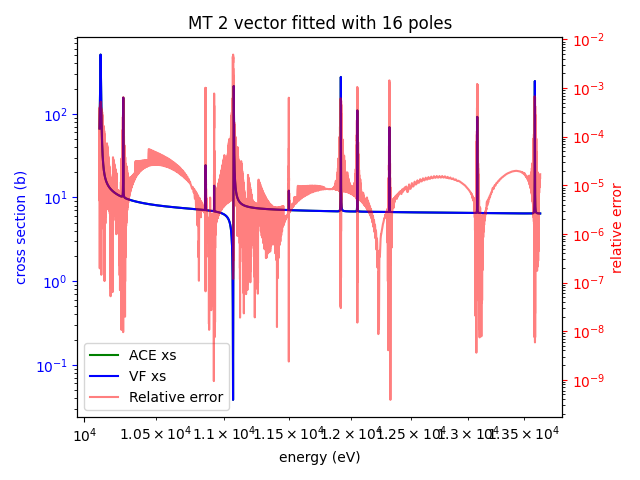 MT 2 vector fitted with 16 poles
cross section (b)
10²
10¹
10⁰
10⁻¹
10⁻²
10⁻³
10⁻⁴
10⁻⁵
10⁻⁶
10⁻⁷
10⁻⁸
10⁻⁹
relative error
ACE xs
VF xs
Relative error
10⁴ 1.05 × 10⁴ 1.1 × 10⁴ 1.15 × 10⁴ 1.2 × 10⁴ 1.25 × 10⁴ 1.3 × 10⁴ 1.35 × 10⁴
energy (eV)